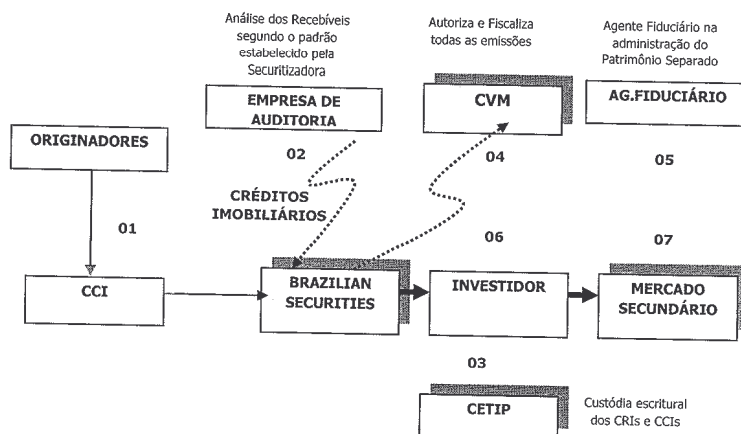 Análise dos Recebíveis
segundo o padrão
estabelecido pela
Securitizadora
Autoriza e Fiscaliza
todas as emissões
Agente Fiduciário na
administração do
Patrimônio Separado
EMPRESA DE
AUDITORIA
CVM
AG.FIDUCIÁRIO
ORIGINADORES
02
04
05
CRÉDITOS
IMOBILIÁRIOS
01
06
07
CCI
BRAZILIAN
SECURITIES
INVESTIDOR
MERCADO
SECUNDÁRIO
03
CETIP
Custódia escritural
dos CRIs e CCIs